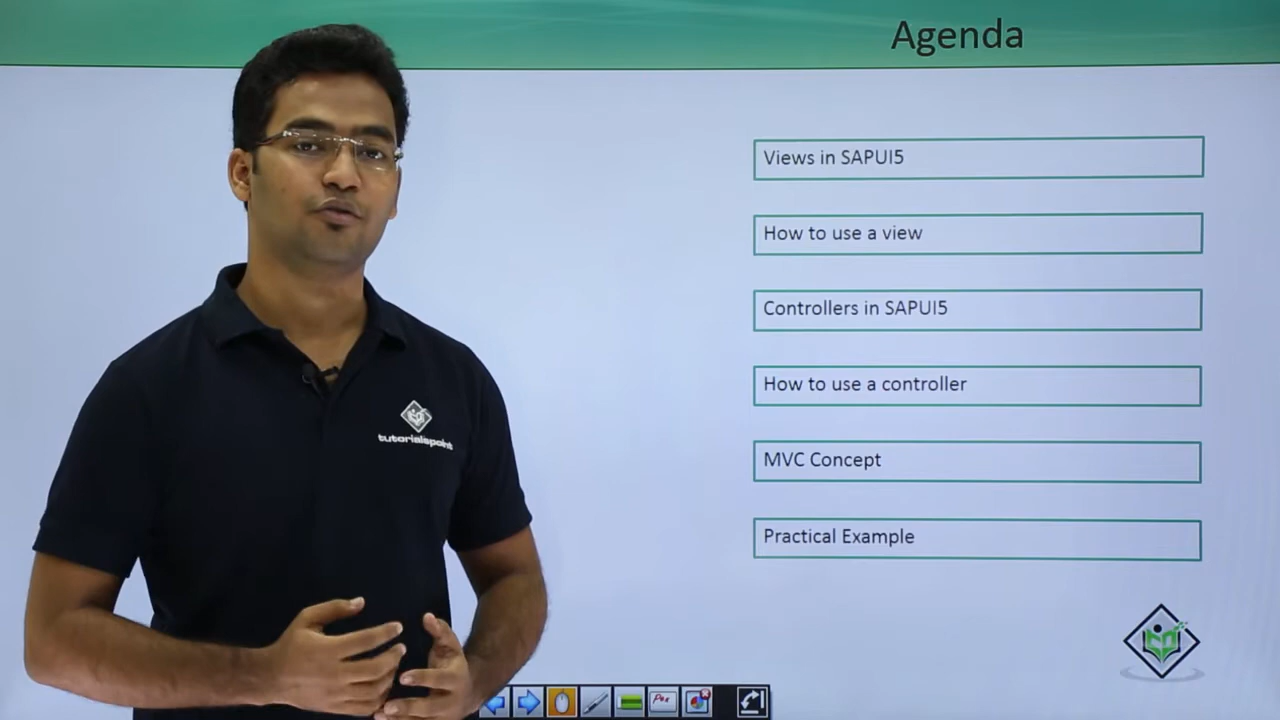 Agenda
Views in SAPUI5
How to use a view
Controllers in SAPUI5
How to use a controller
MVC Concept
Practical Example
tutorialspoint